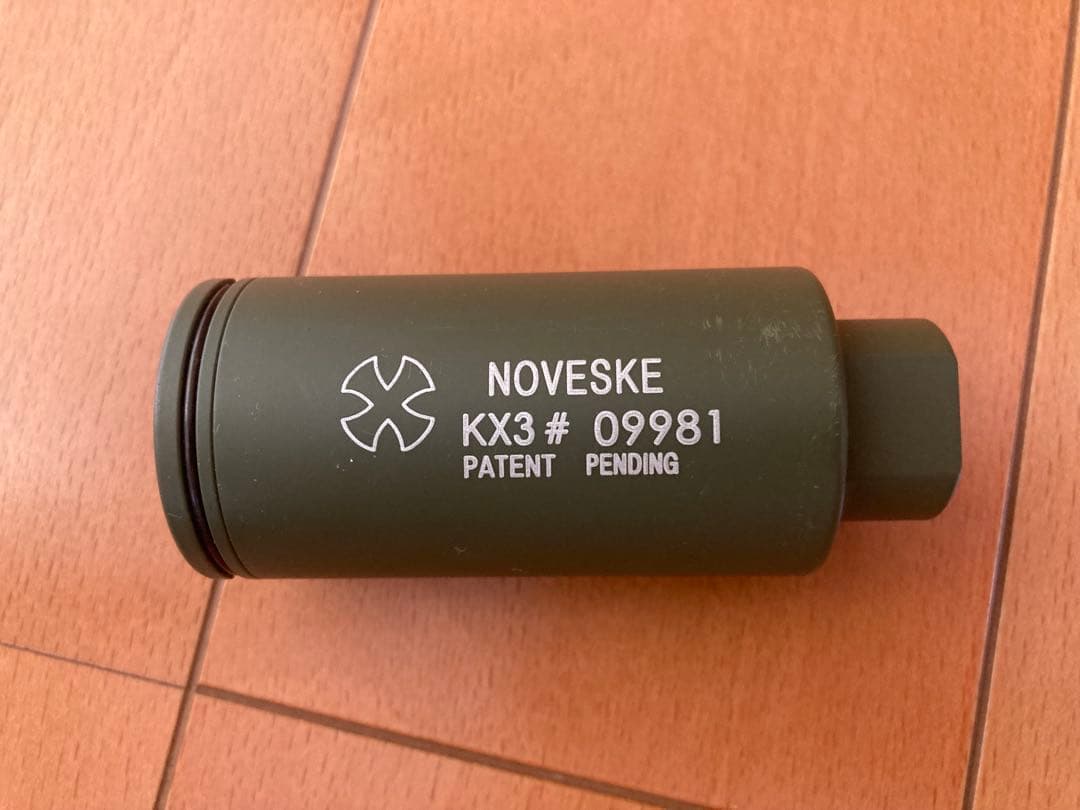 NOVESKE
KX3# 09981
PATENT PENDING